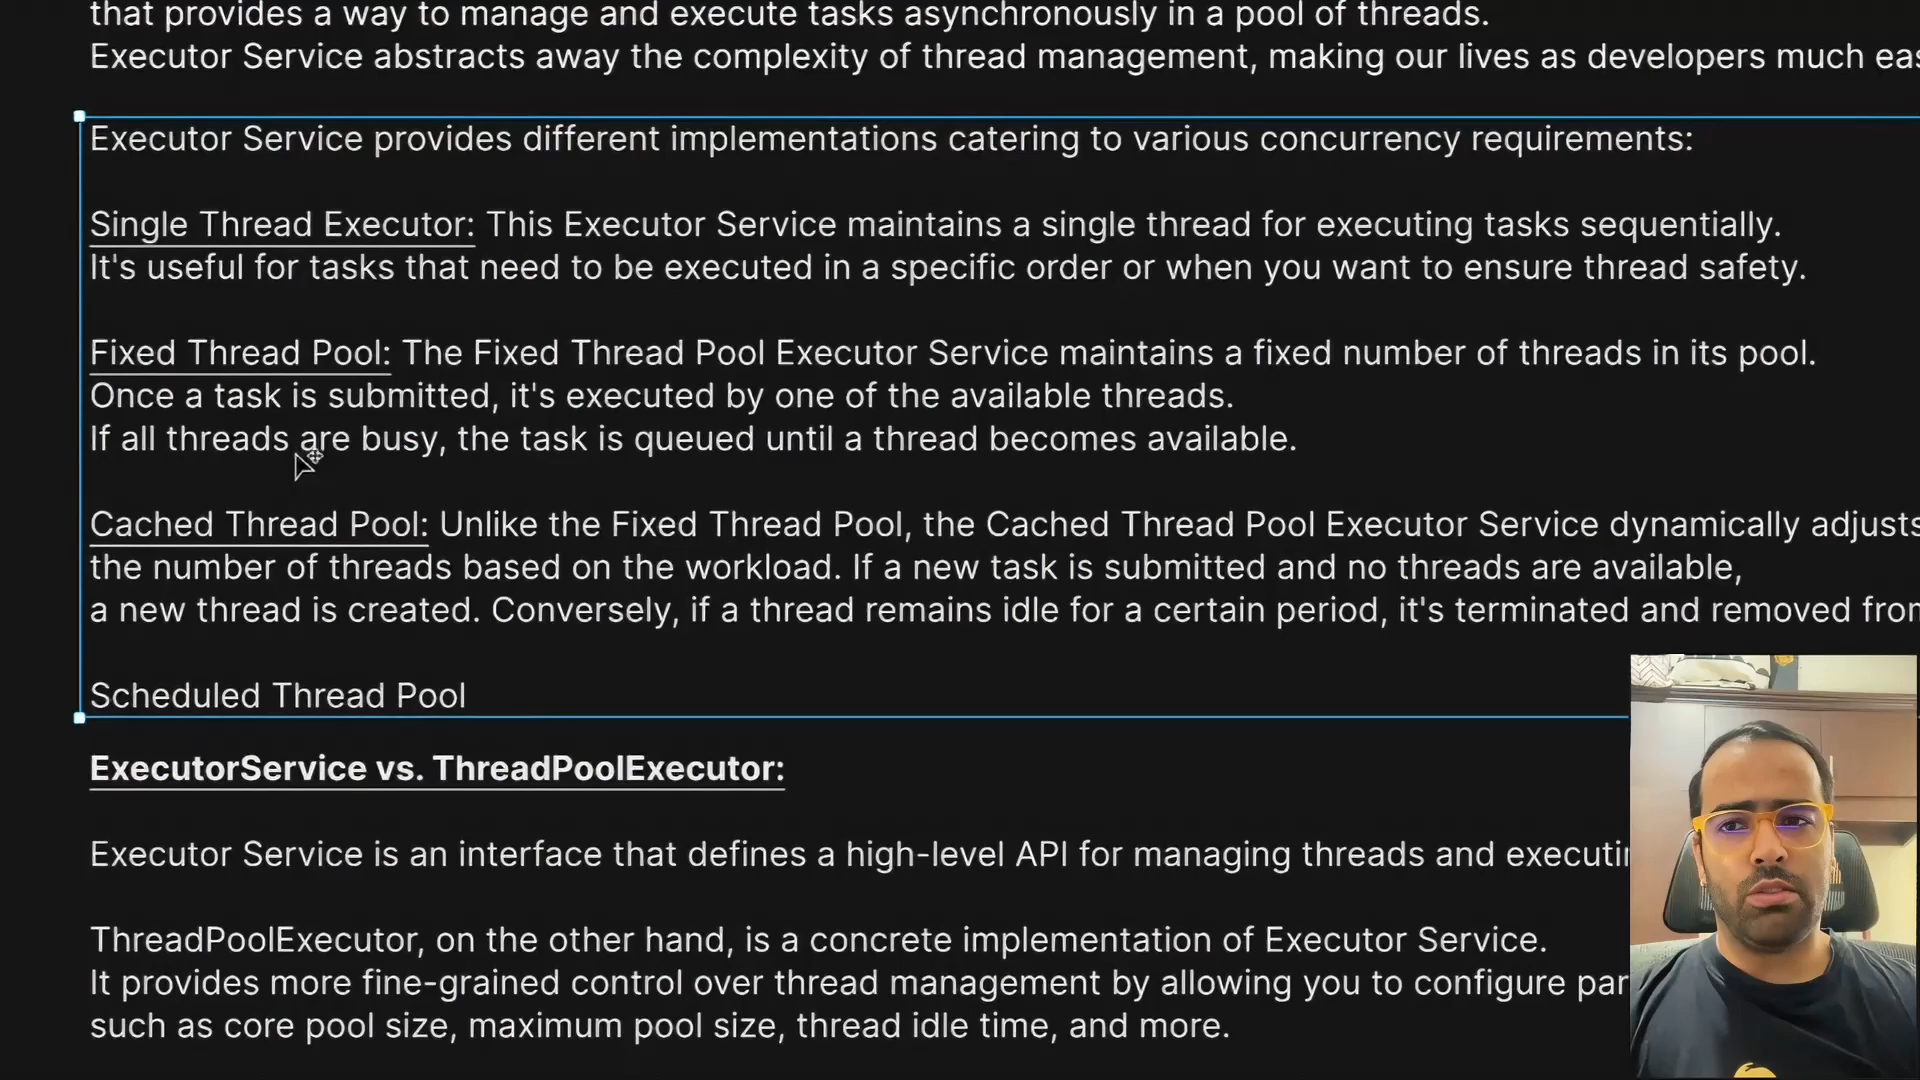 that provides a way to manage and execute tasks asynchronously in a pool of threads.
Executor Service abstracts away the complexity of thread management, making our lives as developers much
Executor Service provides different implementations catering to various concurrency requirements:
Single Thread Executor: This Executor Service maintains a single thread for executing tasks sequentially.
It's useful for tasks that need to be executed in a specific order or when you want to ensure thread safety.
Fixed Thread Pool: The Fixed Thread Pool Executor Service maintains a fixed number of threads in its pool.
Once a task is submitted, it's executed by one of the available threads.
If all threads are busy, the task is queued until a thread becomes available.
Cached Thread Pool: Unlike the Fixed Thread Pool, the Cached Thread Pool Executor Service dynamically adjusts
the number of threads based on the workload. If a new task is submitted and no threads are available,
a new thread is created. Conversely, if a thread remains idle for a certain period, it's terminated and removed from
Scheduled Thread Pool
ExecutorService vs. ThreadPoolExecutor:
Executor Service is an interface that defines a high-level API for managing threads and
ThreadPoolExecutor, on the other hand, is a concrete implementation of Executor Service.
It provides more fine-grained control over thread management by allowing you to configure
such as core pool size, maximum pool size, thread idle time, and more.